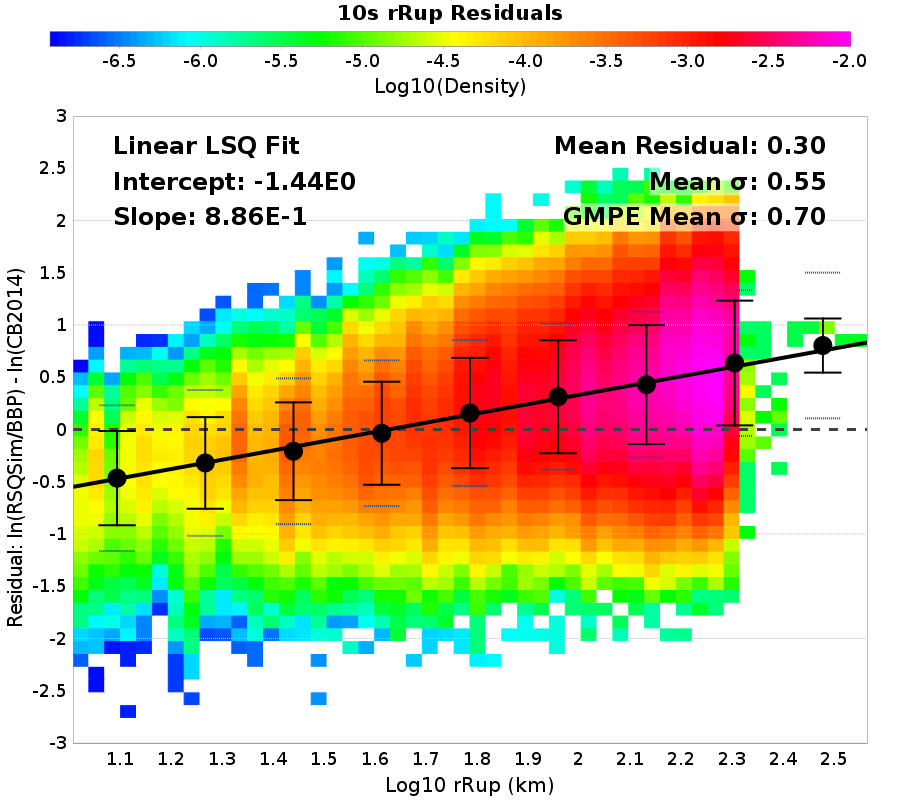 10s rRup Residuals
-6.5 -6.0 -5.5 -5.0 -4.5 -4.0 -3.5 -3.0 -2.5 -2.0
Log10(Density)
Linear LSQ Fit
Intercept: -1.44E0
Slope: 8.86E-1
Mean Residual: 0.30
Mean σ: 0.55
GMPE Mean σ: 0.70
Residual: ln(RSQSim/BBP) - ln(CB2014)
3
2.5
2
1.5
1
0.5
0
-0.5
-1
-1.5
-2
-2.5
-3
1.1 1.2 1.3 1.4 1.5 1.6 1.7 1.8 1.9 2 2.1 2.2 2.3 2.4 2.5
Log10 rRup (km)